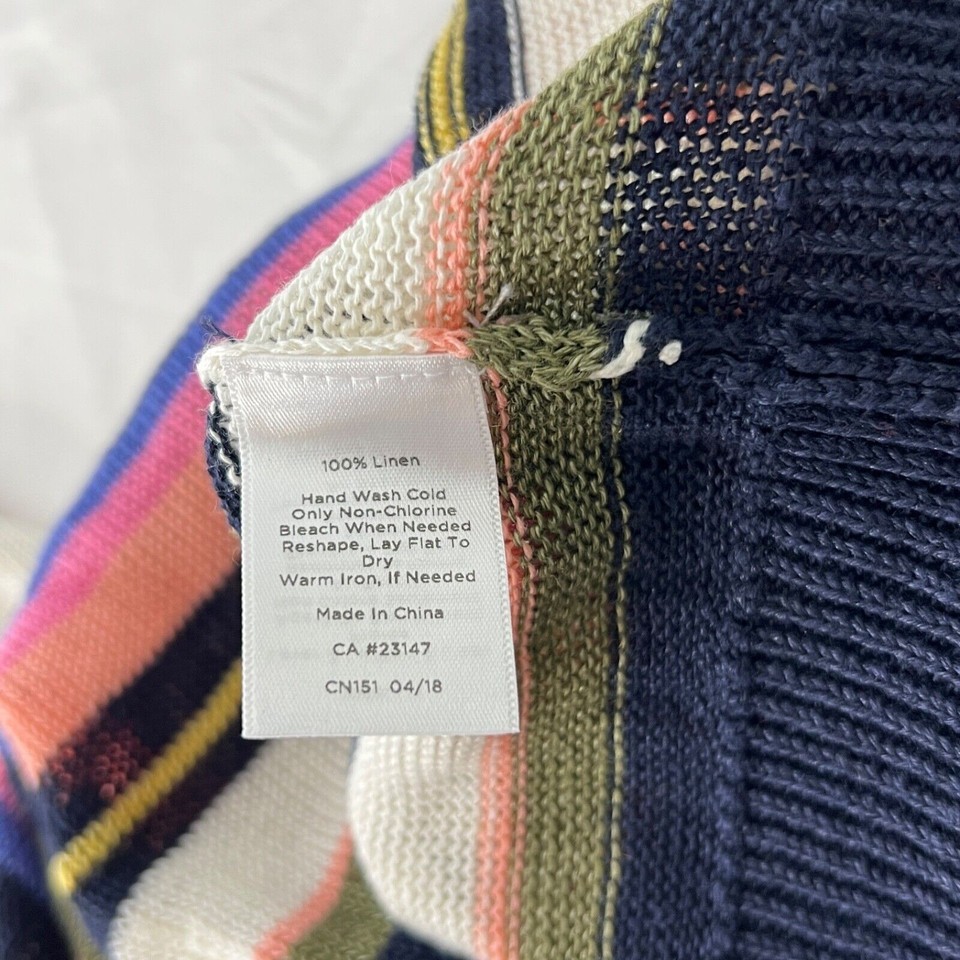 100% Linen
Hand Wash Cold
Only Non-Chlorine
Bleach When Needed
Reshape, Lay Flat To
Dry
Warm Iron, If Needed
Made In China
CA #23147
CN151 04/18